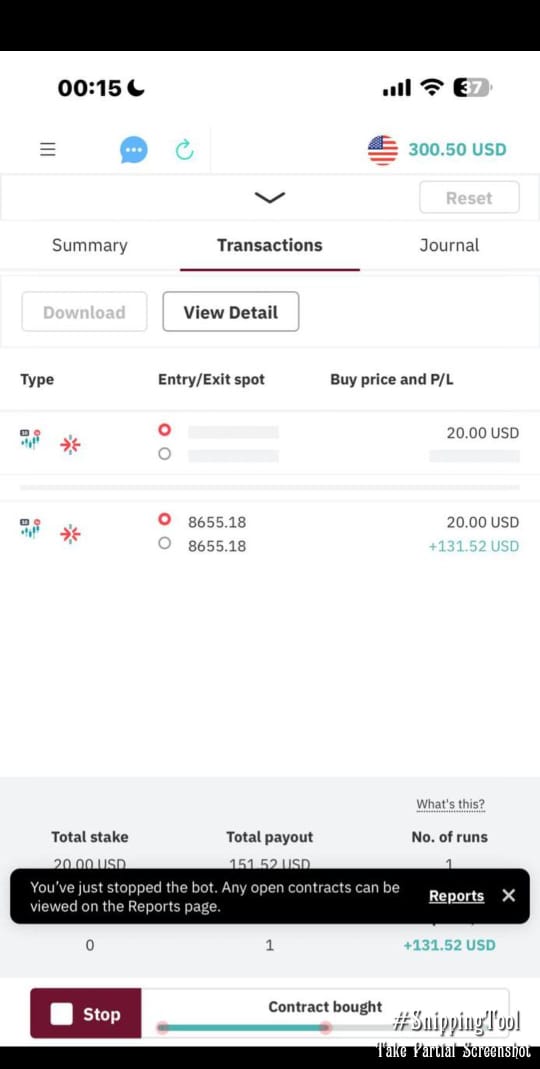 00:15
37
300.50 USD
Reset
Summary Transactions Journal
Download View Detail
Type Entry/Exit spot Buy price and P/L
20.00 USD
8655.18 20.00 USD
8655.18 +131.52 USD
What's this?
Total stake Total payout No. of runs
20.00 USD 151.52 USD 1
You've just stopped the bot. Any open contracts can be
viewed on the Reports page.
Reports
0 1 +131.52 USD
Stop
Contract bought
#SnippingTool
Take Partial Screenshot